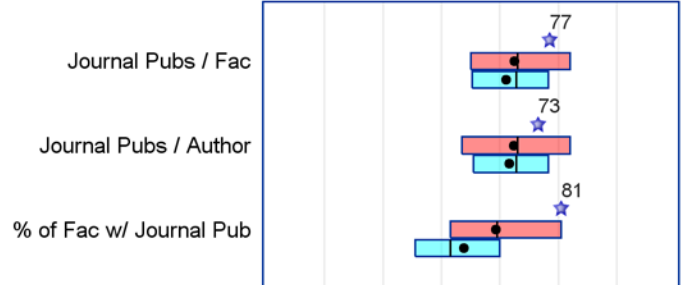 77
Journal Pubs / Fac
73
Journal Pubs / Author
81
% of Fac w/ Journal Pub